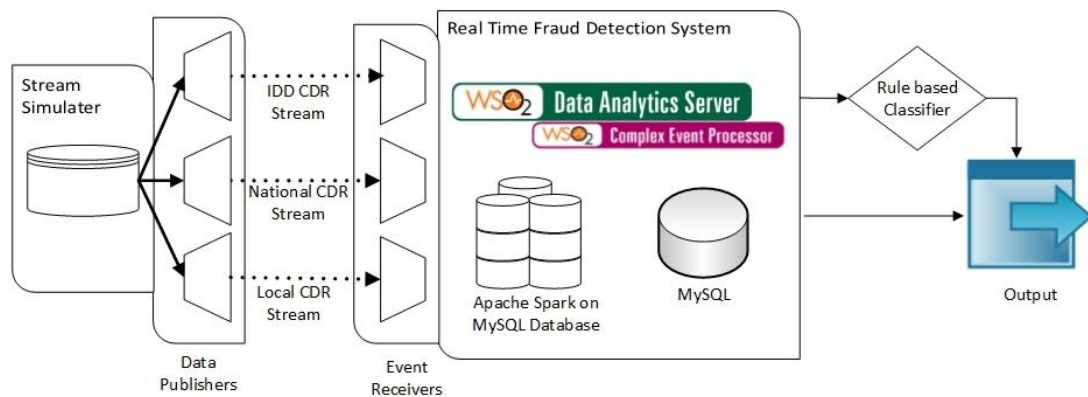 Stream
Simulater
IDD CDR
Stream
National CDR
Stream
Local CDR
Stream
Data
Publishers
Event
Receivers
Real Time Fraud Detection System
WSO2 Data Analytics Server
WSO2 Complex Event Processor
Apache Spark on
MySQL Database
MySQL
Rule based
Classifier
Output